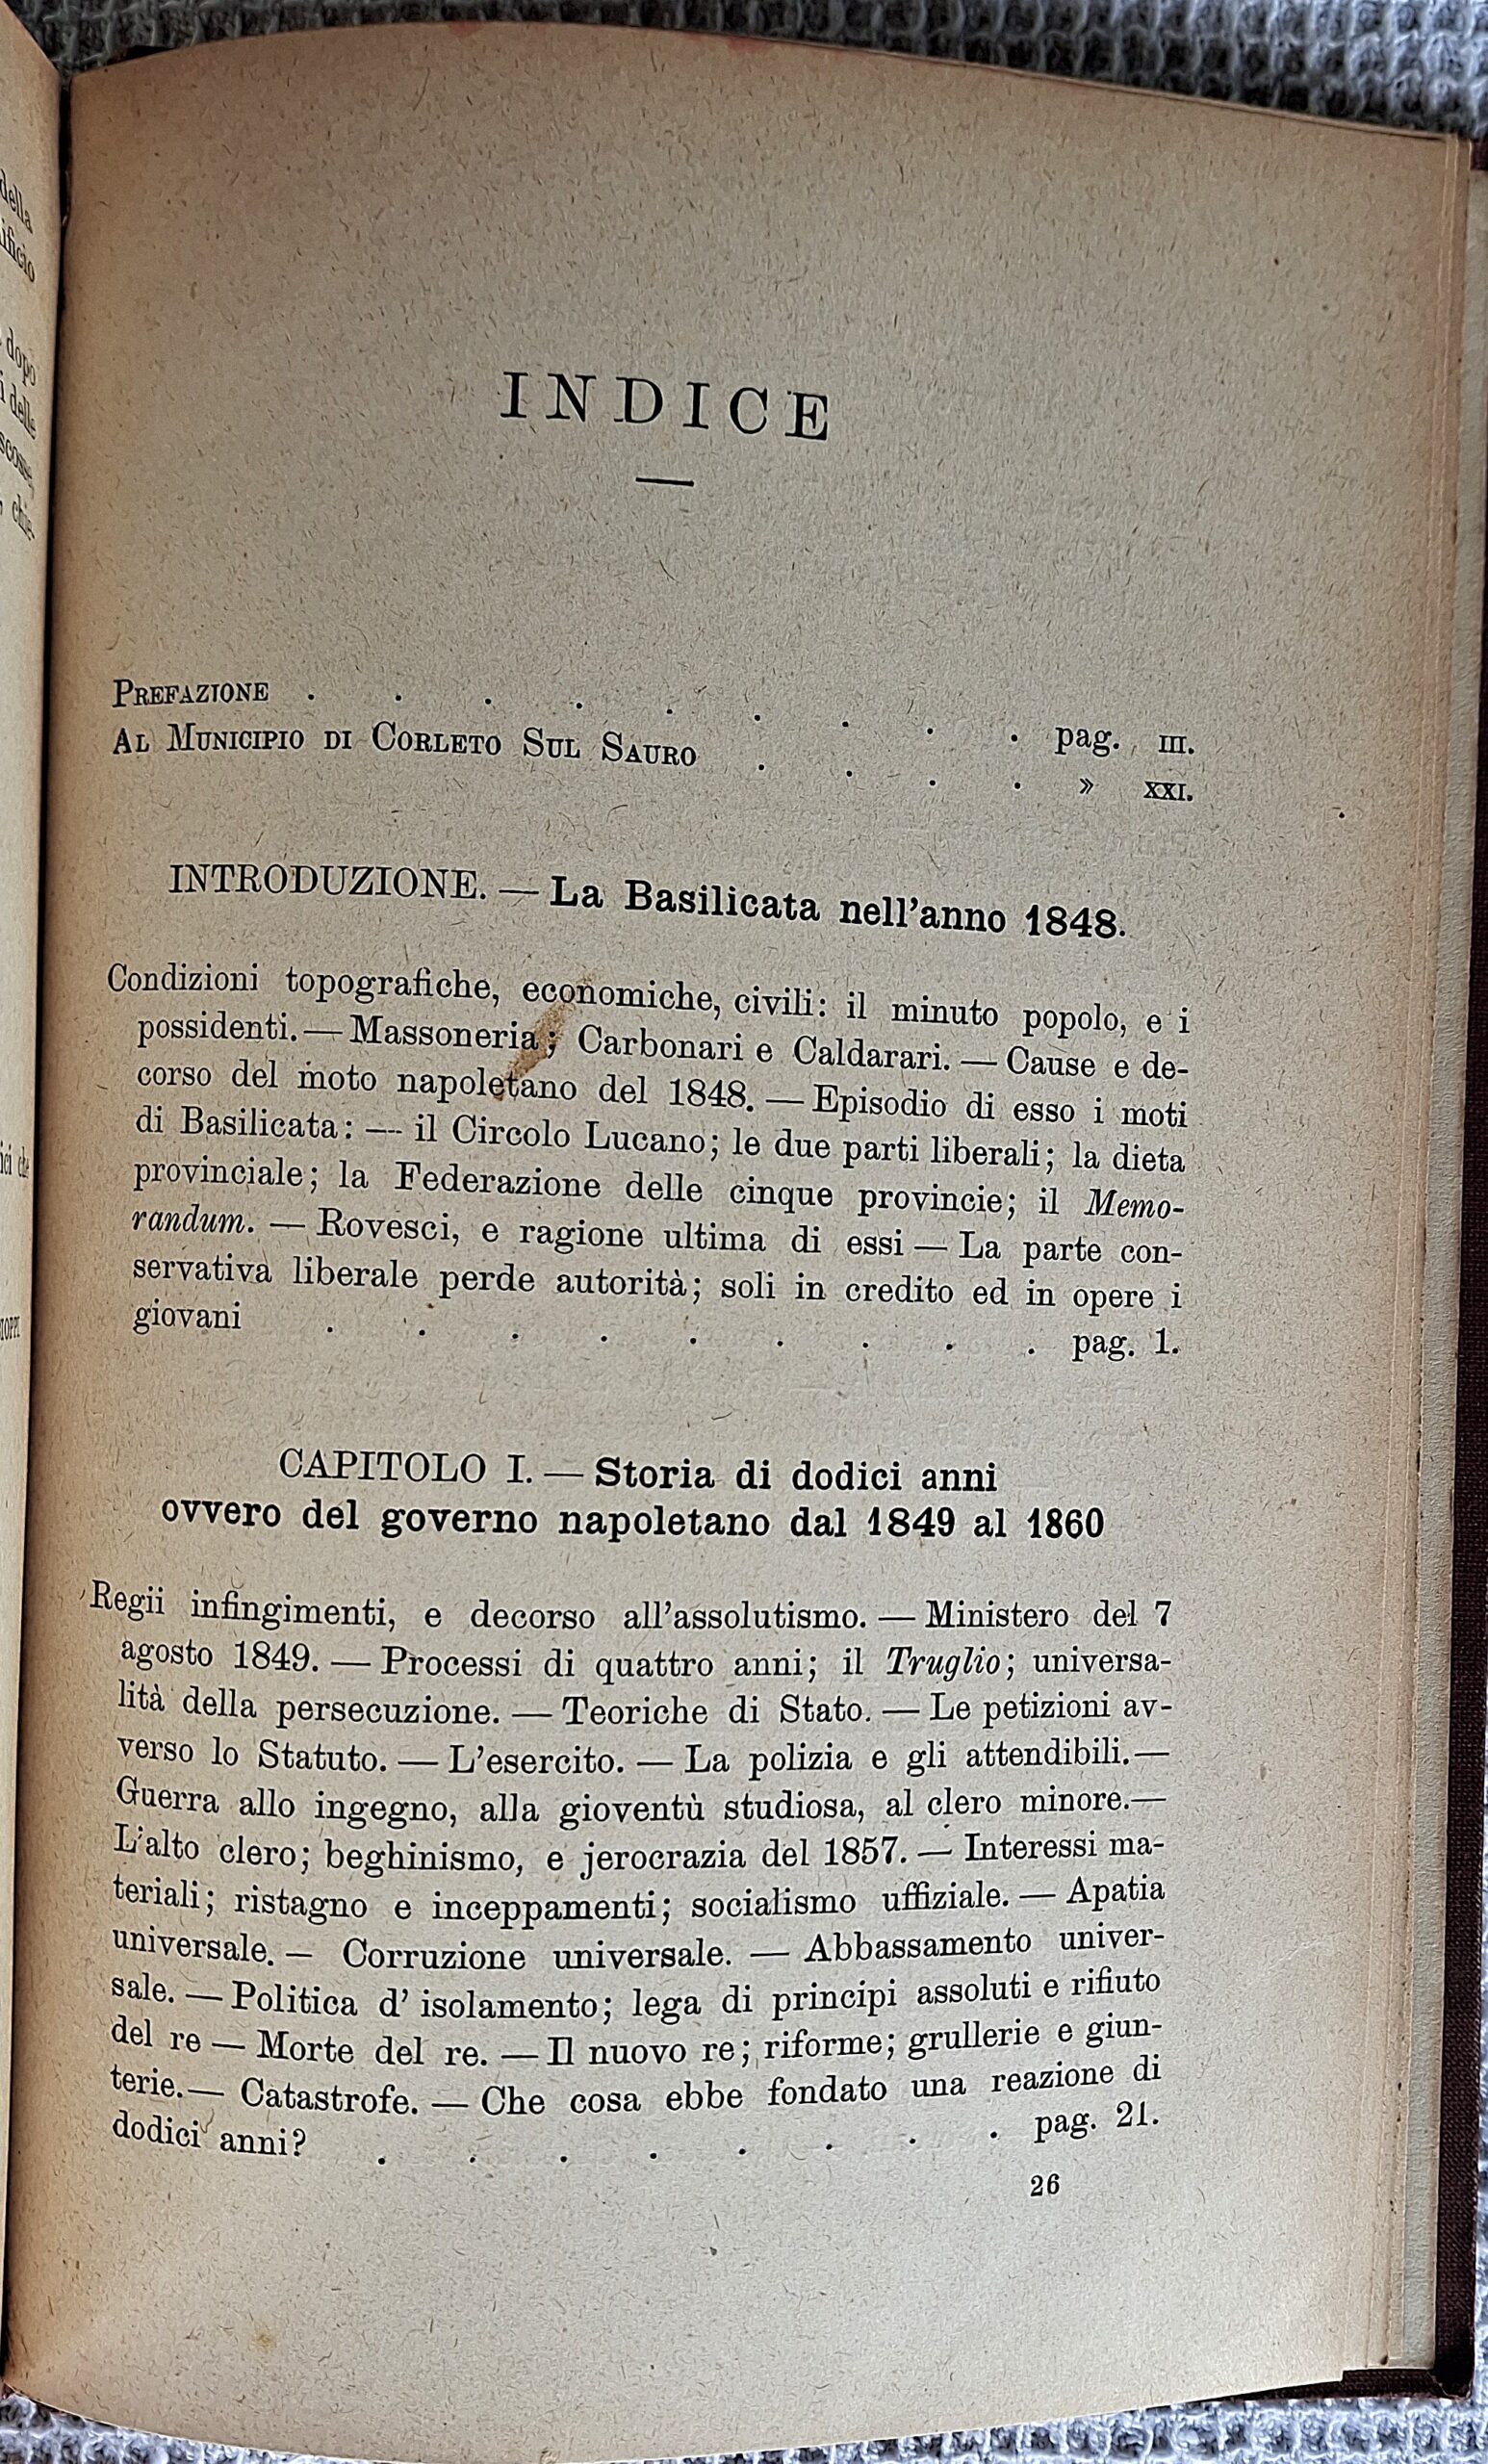 della
dopo
delle
INDICE
PREFAZIONE . . . . . . . . . pag. III.
AL MUNICIPIO DI CORLETO SUL SAURO . . . . » XXI.
INTRODUZIONE. — La Basilicata nell'anno 1848.
Condizioni topografiche, economiche, civili: il minuto popolo, e i
possidenti. — Massoneria; Carbonari e Caldarari. — Cause e de-
corso del moto napoletano del 1848. — Episodio di esso i moti
di Basilicata: — il Circolo Lucano; le due parti liberali; la dieta
provinciale; la Federazione delle cinque provincie; il Memo-
randum. — Rovesci, e ragione ultima di essi — La parte con-
servativa liberale perde autorità; soli in credito ed in opere i
giovani . . . . . . . . . pag. 1.
CAPITOLO I. — Storia di dodici anni
ovvero del governo napoletano dal 1849 al 1860
Regii infingimenti, e decorso all'assolutismo. — Ministero del 7
agosto 1849. — Processi di quattro anni; il Truglio; universa-
lità della persecuzione. — Teoriche di Stato. — Le petizioni av-
verso lo Statuto. — L'esercito. — La polizia e gli attendibili. —
Guerra allo ingegno, alla gioventù studiosa, al clero minore. —
L'alto clero; beghinismo, e jerocrazia del 1857. — Interessi ma-
teriali; ristagno e inceppamenti; socialismo uffiziale. — Apatia
universale. — Corruzione universale. — Abbassamento univer-
sale. — Politica d' isolamento; lega di principi assoluti e rifiuto
del re — Morte del re. — Il nuovo re; riforme; grullerie e giun-
terie. — Catastrofe. — Che cosa ebbe fondato una reazione di
dodici anni? . . . . . . . . pag. 21.
26